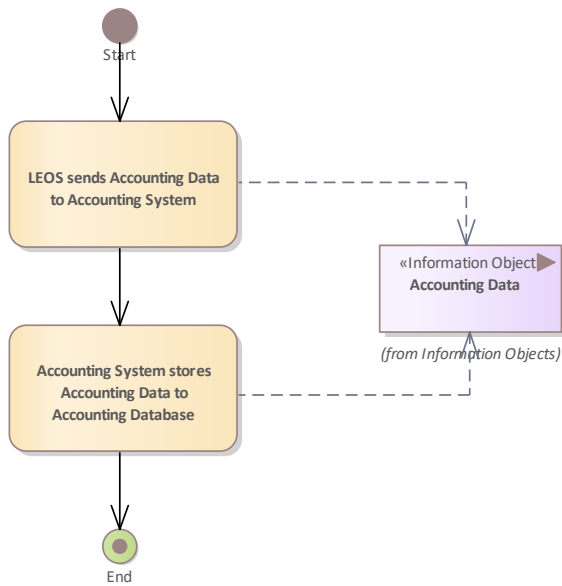 Start
LEOS sends Accounting Data
to Accounting System
«Information Object
Accounting Data
(from Information Objects)
Accounting System stores
Accounting Data to
Accounting Database
End